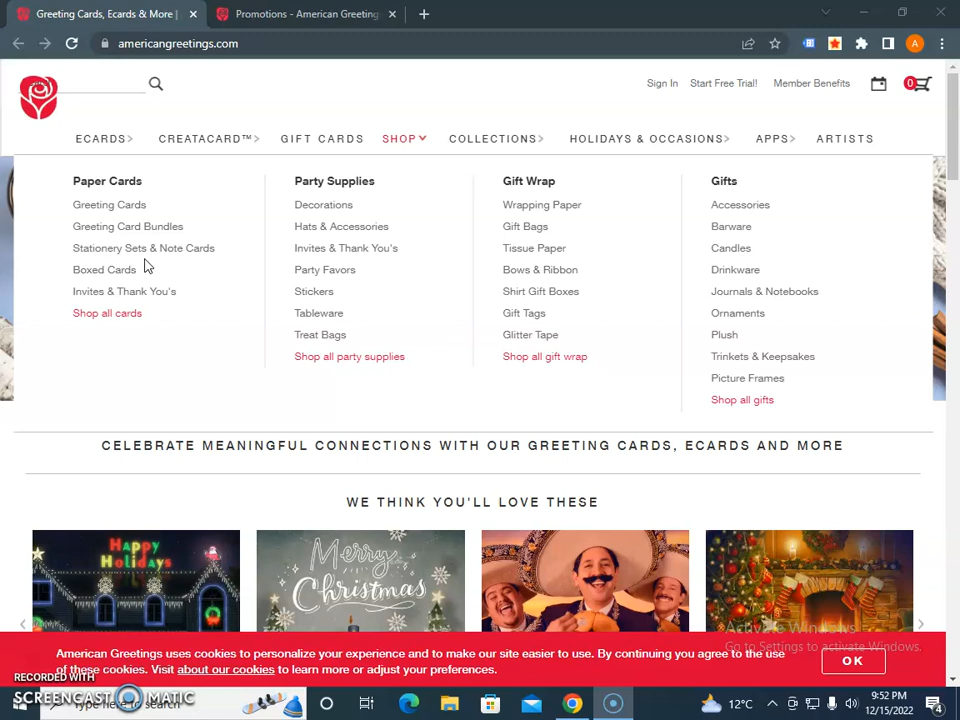 Greeting Cards, Ecards & More |
Promotions - American Greeting
americangreetings.com
A
Sign In
Start Free Trial!
Member Benefits
0
ECARDS
CREATACARD™
GIFT CARDS
SHOP
COLLECTIONS
HOLIDAYS & OCCASIONS
APPS
ARTISTS
Paper Cards
Greeting Cards
Greeting Card Bundles
Stationery Sets & Note Cards
Boxed Cards
Invites & Thank You's
Shop all cards
Party Supplies
Decorations
Hats & Accessories
Invites & Thank You's
Party Favors
Stickers
Tableware
Treat Bags
Shop all party supplies
Gift Wrap
Wrapping Paper
Gift Bags
Tissue Paper
Bows & Ribbon
Shirt Gift Boxes
Gift Tags
Glitter Tape
Shop all gift wrap
Gifts
Accessories
Barware
Candles
Drinkware
Journals & Notebooks
Ornaments
Plush
Trinkets & Keepsakes
Picture Frames
Shop all gifts
CELEBRATE MEANINGFUL CONNECTIONS WITH OUR GREETING CARDS, ECARDS AND MORE
WE THINK YOU'LL LOVE THESE
Happy
Holidays
Merry
Christmas
Activate Windows
Go to Settings to activate Windows.
American Greetings uses cookies to personalize your experience and to make our site easier to use. By continuing you agree to the use
of these cookies. Visit about our cookies to learn more or adjust your preferences.
OK
RECORDED WITH
SCREENCAST MATIC
Type here to search
12°C
9:52 PM
12/15/2022
4